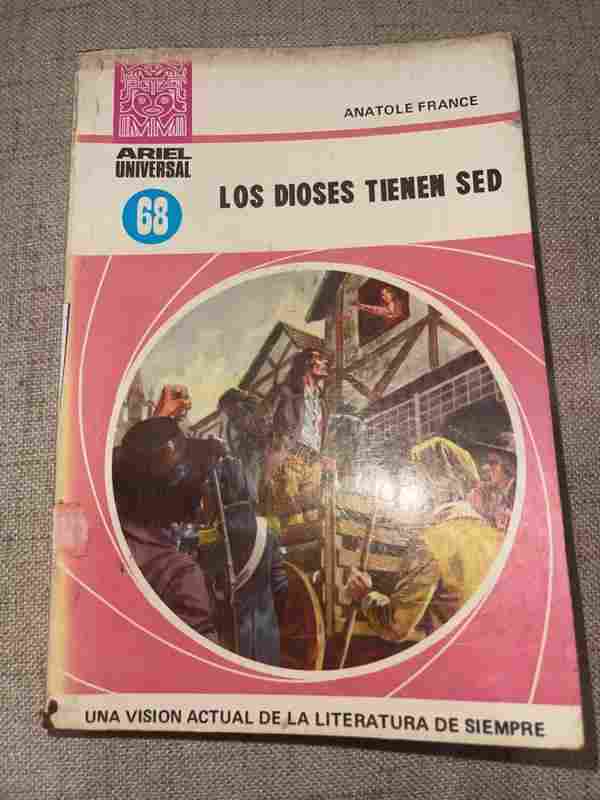 ANATOLE FRANCE
ARIEL
UNIVERSAL
68
LOS DIOSES TIENEN SED
UNA VISION ACTUAL DE LA LITERATURA DE SIEMPRE